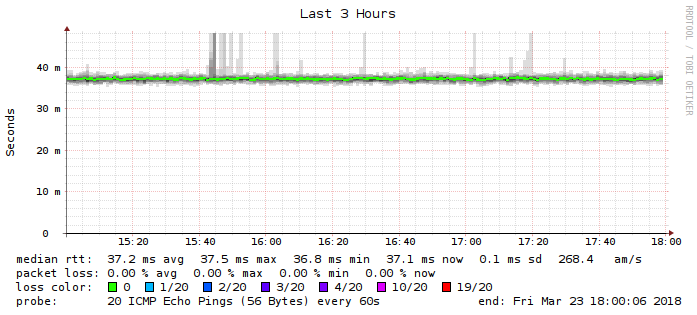 Last 3 Hours
RRDTOOL / TOBI OETIKER
Seconds
40 m
30 m
20 m
10 m
0
15:20 15:40 16:00 16:20 16:40 17:00 17:20 17:40 18:00
median rtt: 37.2 ms avg 37.5 ms max 36.8 ms min 37.1 ms now 0.1 ms sd 268.4 am/s
packet loss: 0.00 % avg 0.00 % max 0.00 % min 0.00 % now
loss color: 0 1/20 2/20 3/20 4/20 10/20 19/20
probe: 20 ICMP Echo Pings (56 Bytes) every 60s end: Fri Mar 23 18:00:06 2018